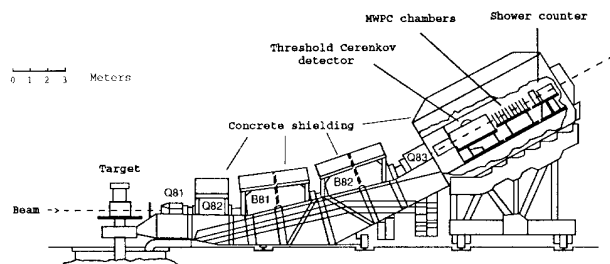 Shower counter
MWPC chambers
Threshold Cerenkov
detector
0 1 2 3 Meters
Concrete shielding
Target
Q81
Q82
B81
B82
Q83
Beam